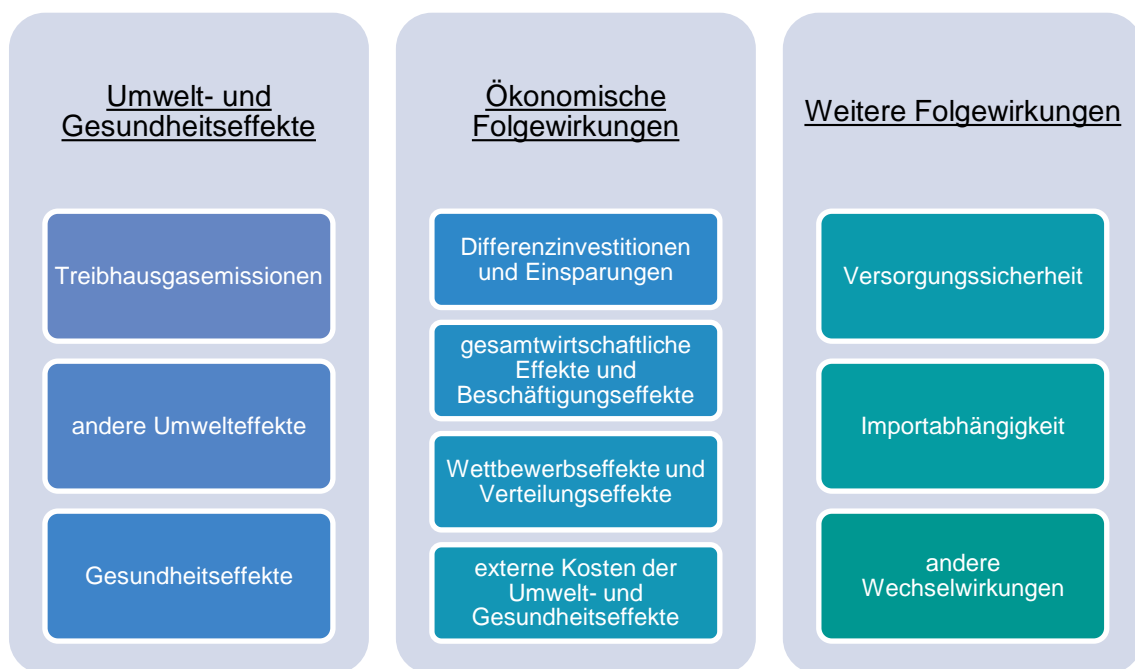 Umwelt- und
Gesundheitseffekte
Treibhausgasemissionen
andere Umwelteffekte
Gesundheitseffekte
Ökonomische
Folgewirkungen
Differenzinvestitionen
und Einsparungen
gesamtwirtschaftliche
Effekte und
Beschäftigungseffekte
Wettbewerbseffekte und
Verteilungseffekte
externe Kosten der
Umwelt- und
Gesundheitseffekte
Weitere Folgewirkungen
Versorgungssicherheit
Importabhängigkeit
andere
Wechselwirkungen